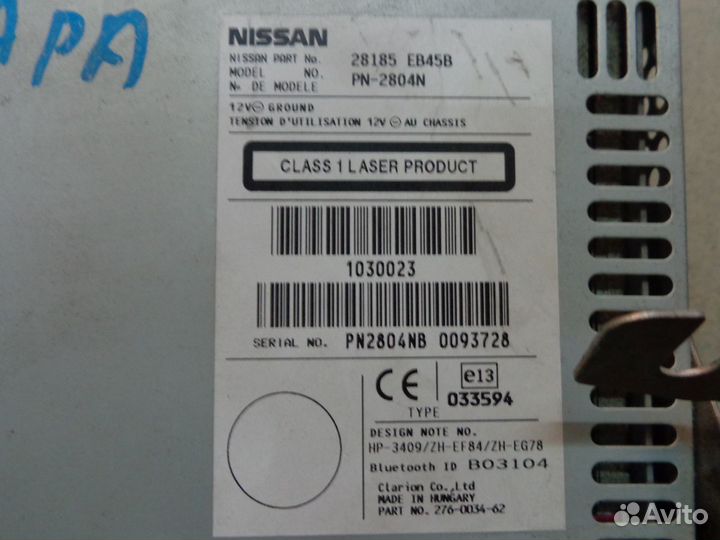 АРА
NISSAN
NISSAN PART No. 28185 EB45B
MODEL NO. PN-2804N
No DE MODELE
12V⊖ GROUND
TENSION D'UTILISATION 12V ⊖ AU CHASSIS
CLASS 1 LASER PRODUCT
1030023
SERIAL NO. PN2804NB 0093728
CE e13
TYPE 033594
DESIGN NOTE NO.
HP-3409/ZH-EF84/ZH-EG78
Bluetooth ID B03104
Clarion Co.,Ltd
MADE IN HUNGARY
PART NO. 276-0034-62
Avito